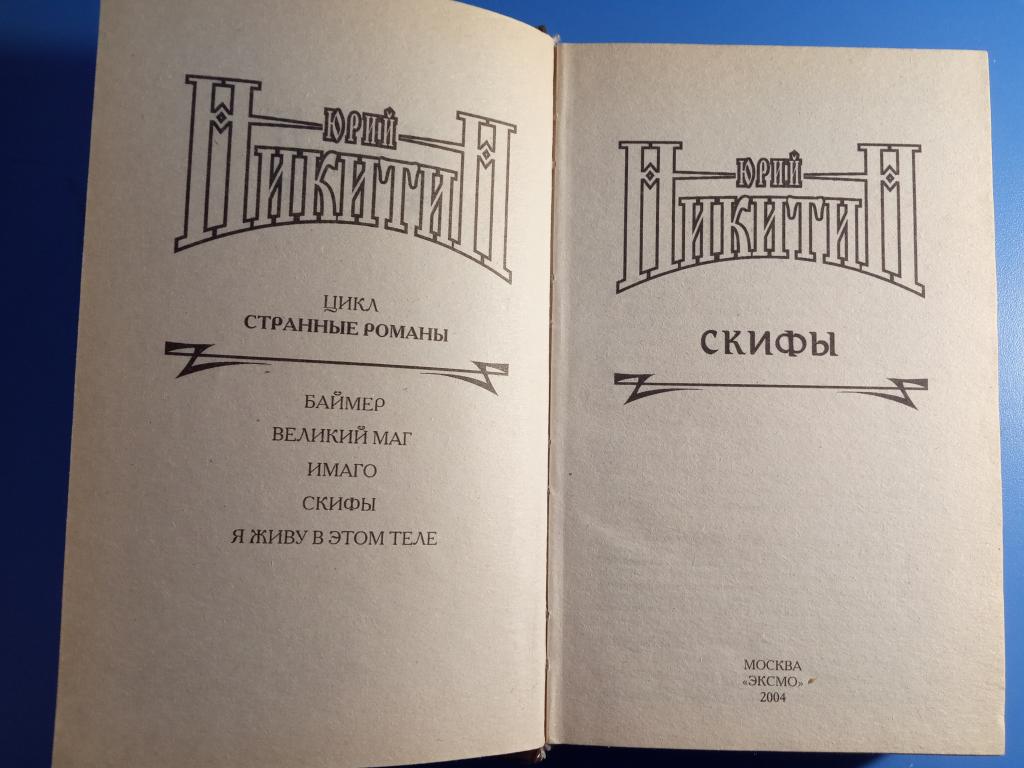 ЮРИЙ
НИКИТИН
ЦИКЛ
СТРАННЫЕ РОМАНЫ
БАЙМЕР
ВЕЛИКИЙ МАГ
ИМАГО
СКИФЫ
Я ЖИВУ В ЭТОМ ТЕЛЕ
ЮРИЙ
НИКИТИН
СКИФЫ
МОСКВА
«ЭКСМО»
2004